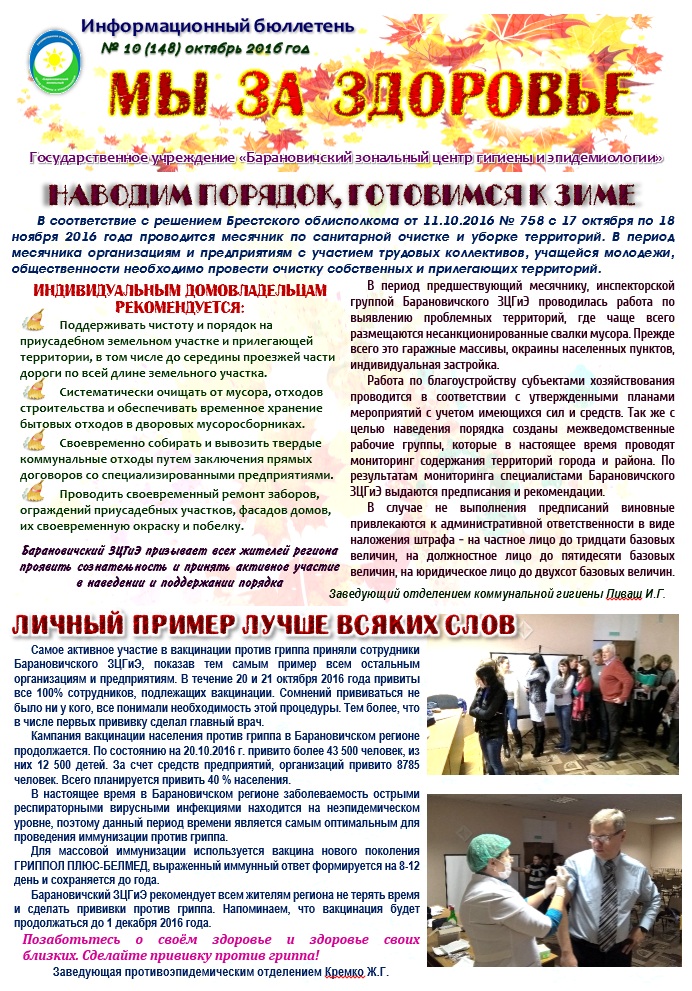 Информационный бюллетень
№ 10 (148) октябрь 2016 год
МЫ ЗА ЗДОРОВЬЕ
Государственное учреждение «Барановичский зональный центр гигиены и эпидемиологии»
НАВОДИМ ПОРЯДОК, ГОТОВИМСЯ К ЗИМЕ
В соответствие с решением Брестского облисполкома от 11.10.2016 № 758 с 17 октября по 18
ноября 2016 года проводится месячник по санитарной очистке и уборке территорий. В период
месячника организациям и предприятиям с участием трудовых коллективов, учащейся молодежи,
общественности необходимо провести очистку собственных и прилегающих территорий.
ИНДИВИДУАЛЬНЫМ ДОМОВЛАДЕЛЬЦАМ
РЕКОМЕНДУЕТСЯ:
Поддерживать чистоту и порядок на
приусадебном земельном участке и прилегающей
территории, в том числе до середины проезжей части
дороги по всей длине земельного участка.
Систематически очищать от мусора, отходов
строительства и обеспечивать временное хранение
бытовых отходов в дворовых мусоросборниках.
Своевременно собирать и вывозить твердые
коммунальные отходы путем заключения прямых
договоров со специализированными предприятиями.
Проводить своевременный ремонт заборов,
ограждений приусадебных участков, фасадов домов,
их своевременную окраску и побелку.
Барановичский ЗЦГиЭ призывает всех жителей региона
проявить сознательность и принять активное участие
в наведении и поддержании порядка
В период предшествующий месячнику, инспекторской
группой Барановичского ЗЦГиЭ проводилась работа по
выявлению проблемных территорий, где чаще всего
размещаются несанкционированные свалки мусора. Прежде
всего это гаражные массивы, окраины населенных пунктов,
индивидуальная застройка.
Работа по благоустройству субъектами хозяйствования
проводится в соответствии с утвержденными планами
мероприятий с учетом имеющихся сил и средств. Так же с
целью наведения порядка созданы межведомственные
рабочие группы, которые в настоящее время проводят
мониторинг содержания территорий города и района. По
результатам мониторинга специалистами Барановичского
ЗЦГиЭ выдаются предписания и рекомендации.
В случае не выполнения предписаний виновные
привлекаются к административной ответственности в виде
наложения штрафа - на частное лицо до тридцати базовых
величин, на должностное лицо до пятидесяти базовых
величин, на юридическое лицо до двухсот базовых величин.
Заведующий отделением коммунальной гигиены Пиваш И.Г.
ЛИЧНЫЙ ПРИМЕР ЛУЧШЕ ВСЯКИХ СЛОВ
Самое активное участие в вакцинации против гриппа приняли сотрудники
Барановичского ЗЦГиЭ, показав тем самым пример всем остальным
организациям и предприятиям. В течение 20 и 21 октября 2016 года привиты
все 100% сотрудников, подлежащих вакцинации. Сомнений прививаться не
было ни у кого, все понимали необходимость этой процедуры. Тем более, что
в числе первых прививку сделал главный врач.
Кампания вакцинации населения против гриппа в Барановичском регионе
продолжается. По состоянию на 20.10.2016 г. привито более 43 500 человек, из
них 12 500 детей. За счет средств предприятий, организаций привито 8785
человек. Всего планируется привить 40 % населения.
В настоящее время в Барановичском регионе заболеваемость острыми
респираторными вирусными инфекциями находится на неэпидемическом
уровне, поэтому данный период времени является самым оптимальным для
проведения иммунизации против гриппа.
Для массовой иммунизации используется вакцина нового поколения
ГРИППОЛ ПЛЮС-БЕЛМЕД, выраженный иммунный ответ формируется на 8-12
день и сохраняется до года.
Барановичский ЗЦГиЭ рекомендует всем жителям региона не терять время
и сделать прививки против гриппа. Напоминаем, что вакцинация будет
продолжаться до 1 декабря 2016 года.
Позаботьтесь о своём здоровье и здоровье своих
близких. Сделайте прививку против гриппа!
Заведующая противоэпидемическим отделением Кремко Ж.Г.